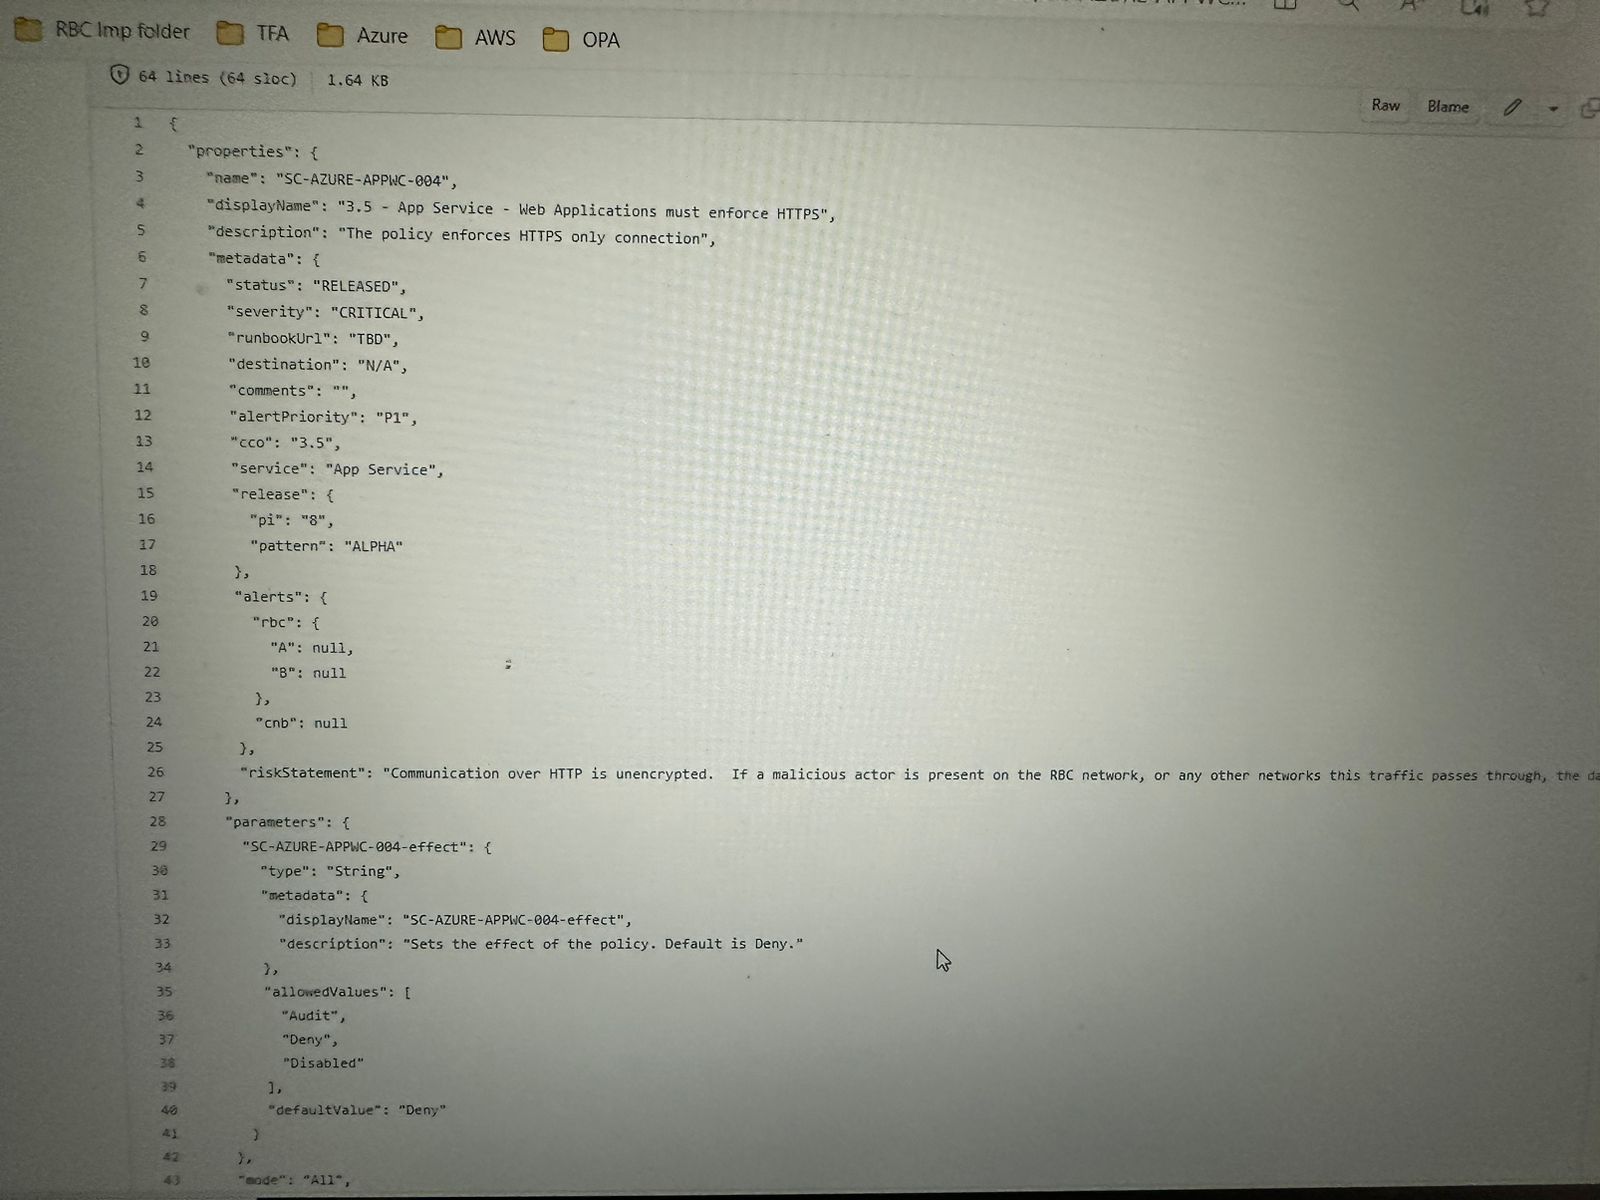 RBC Imp folder TFA Azure AWS OPA
64 lines (64 sloc) 1.64 KB
Raw Blame
1 {
2 "properties": {
3 "name": "SC-AZURE-APPWC-004",
4 "displayName": "3.5 - App Service - Web Applications must enforce HTTPS",
5 "description": "The policy enforces HTTPS only connection",
6 "metadata": {
7 "status": "RELEASED",
8 "severity": "CRITICAL",
9 "runbookUrl": "TBD",
10 "destination": "N/A",
11 "comments": "",
12 "alertPriority": "P1",
13 "cco": "3.5",
14 "service": "App Service",
15 "release": {
16 "pi": "8",
17 "pattern": "ALPHA"
18 },
19 "alerts": {
20 "rbc": {
21 "A": null,
22 "B": null
23 },
24 "cnb": null
25 },
26 "riskStatement": "Communication over HTTP is unencrypted.  If a malicious actor is present on the RBC network, or any other networks this traffic passes through, the da
27 },
28 "parameters": {
29 "SC-AZURE-APPWC-004-effect": {
30 "type": "String",
31 "metadata": {
32 "displayName": "SC-AZURE-APPWC-004-effect",
33 "description": "Sets the effect of the policy. Default is Deny."
34 },
35 "allowedValues": [
36 "Audit",
37 "Deny",
38 "Disabled"
39 ],
40 "defaultValue": "Deny"
41 }
42 },
43 "mode": "All",